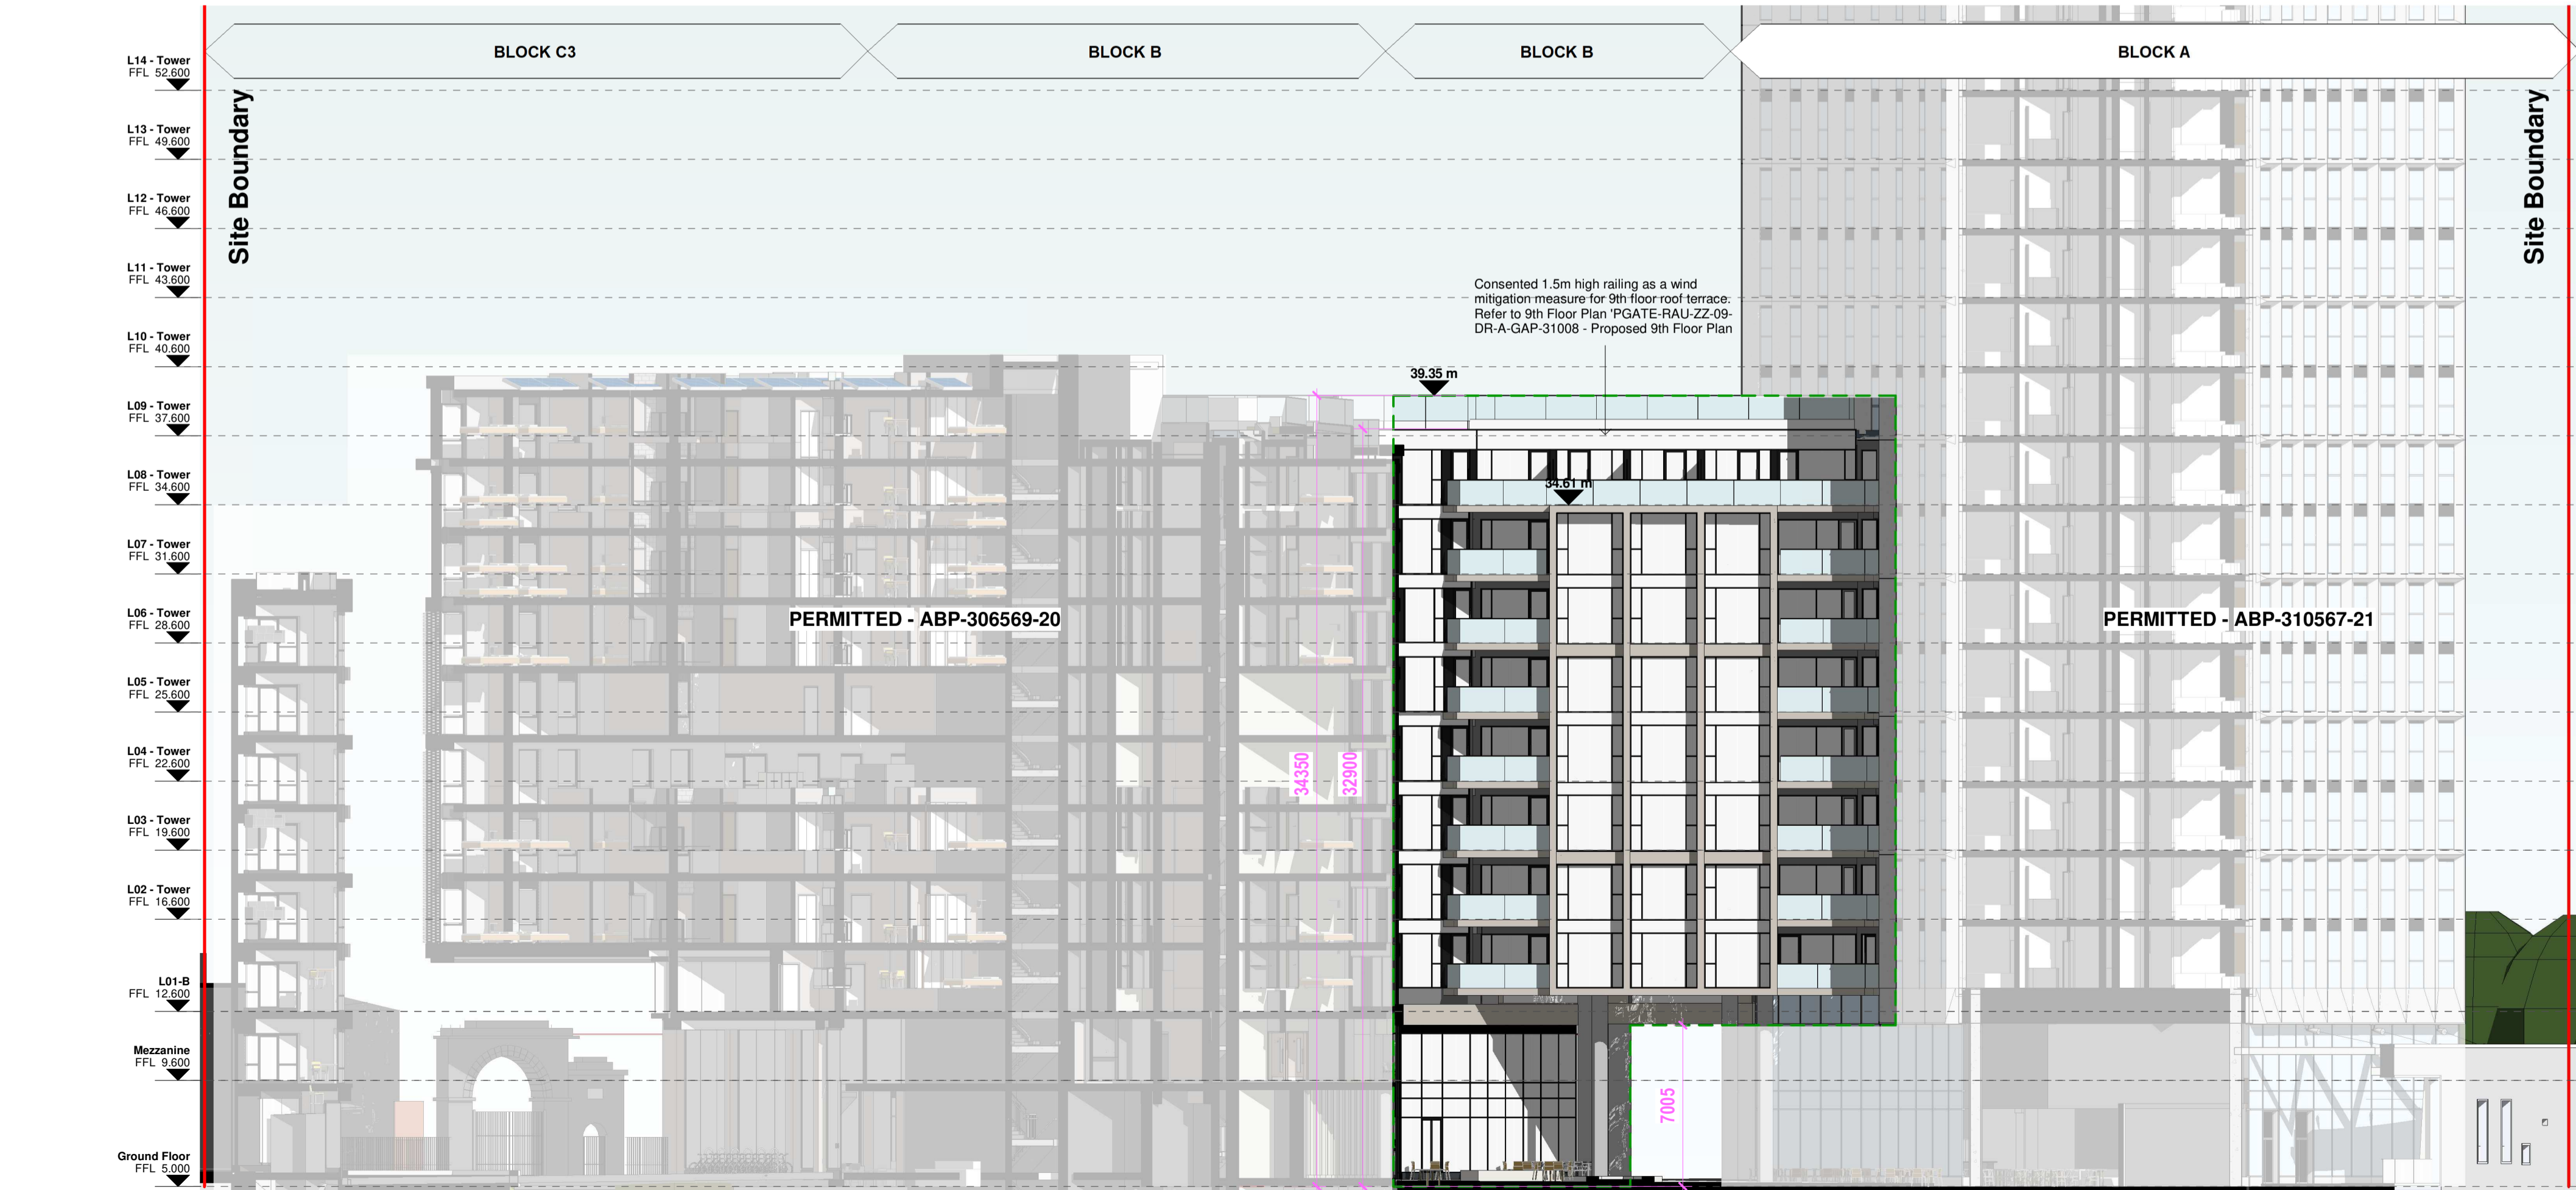 BLOCK C3
BLOCK B
BLOCK B
BLOCK A
L14 - Tower
FFL 52.600
Site Boundary
Site Boundary
L13 - Tower
FFL 49.600
L12 - Tower
FFL 46.600
L11 - Tower
FFL 43.600
Consented 1.5m high railing as a wind
mitigation measure for 9th floor roof terrace.
Refer to 9th Floor Plan 'PGATE-RAU-ZZ-09-
DR-A-GAP-31008 - Proposed 9th Floor Plan
L10 - Tower
FFL 40.600
39.35 m
L09 - Tower
FFL 37.600
L08 - Tower
FFL 34.600
34.61 m
L07 - Tower
FFL 31.600
L06 - Tower
FFL 28.600
PERMITTED - ABP-306569-20
PERMITTED - ABP-310567-21
L05 - Tower
FFL 25.600
L04 - Tower
FFL 22.600
34350
32900
L03 - Tower
FFL 19.600
L02 - Tower
FFL 16.600
L01-B
FFL 12.600
Mezzanine
FFL 9.600
7005
Ground Floor
FFL 5.000